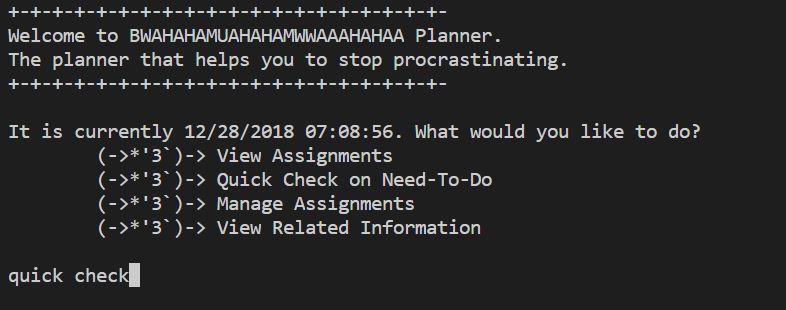 +-+-+-+-+-+-+-+-+-+-+-+-+-+-+-+-+-+-+-+-
Welcome to BWAHAHAMUAHAHAMWWAAAHAHAA Planner.
The planner that helps you to stop procrastinating.
+-+-+-+-+-+-+-+-+-+-+-+-+-+-+-+-+-+-+-+-
It is currently 12/28/2018 07:08:56. What would you like to do?
(->*'3`)-> View Assignments
(->*'3`)-> Quick Check on Need-To-Do
(->*'3`)-> Manage Assignments
(->*'3`)-> View Related Information
quick check